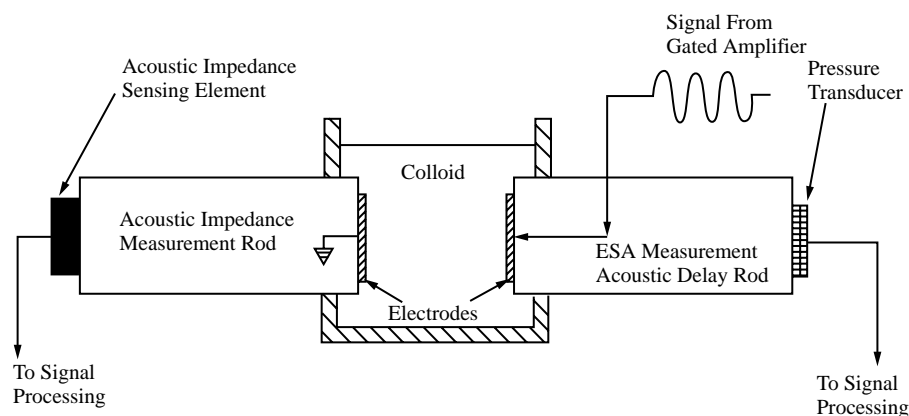 Signal From
Gated Amplifier
Acoustic Impedance
Sensing Element
Pressure
Transducer
Colloid
Acoustic Impedance
Measurement Rod
ESA Measurement
Acoustic Delay Rod
Electrodes
To Signal
Processing
To Signal
Processing